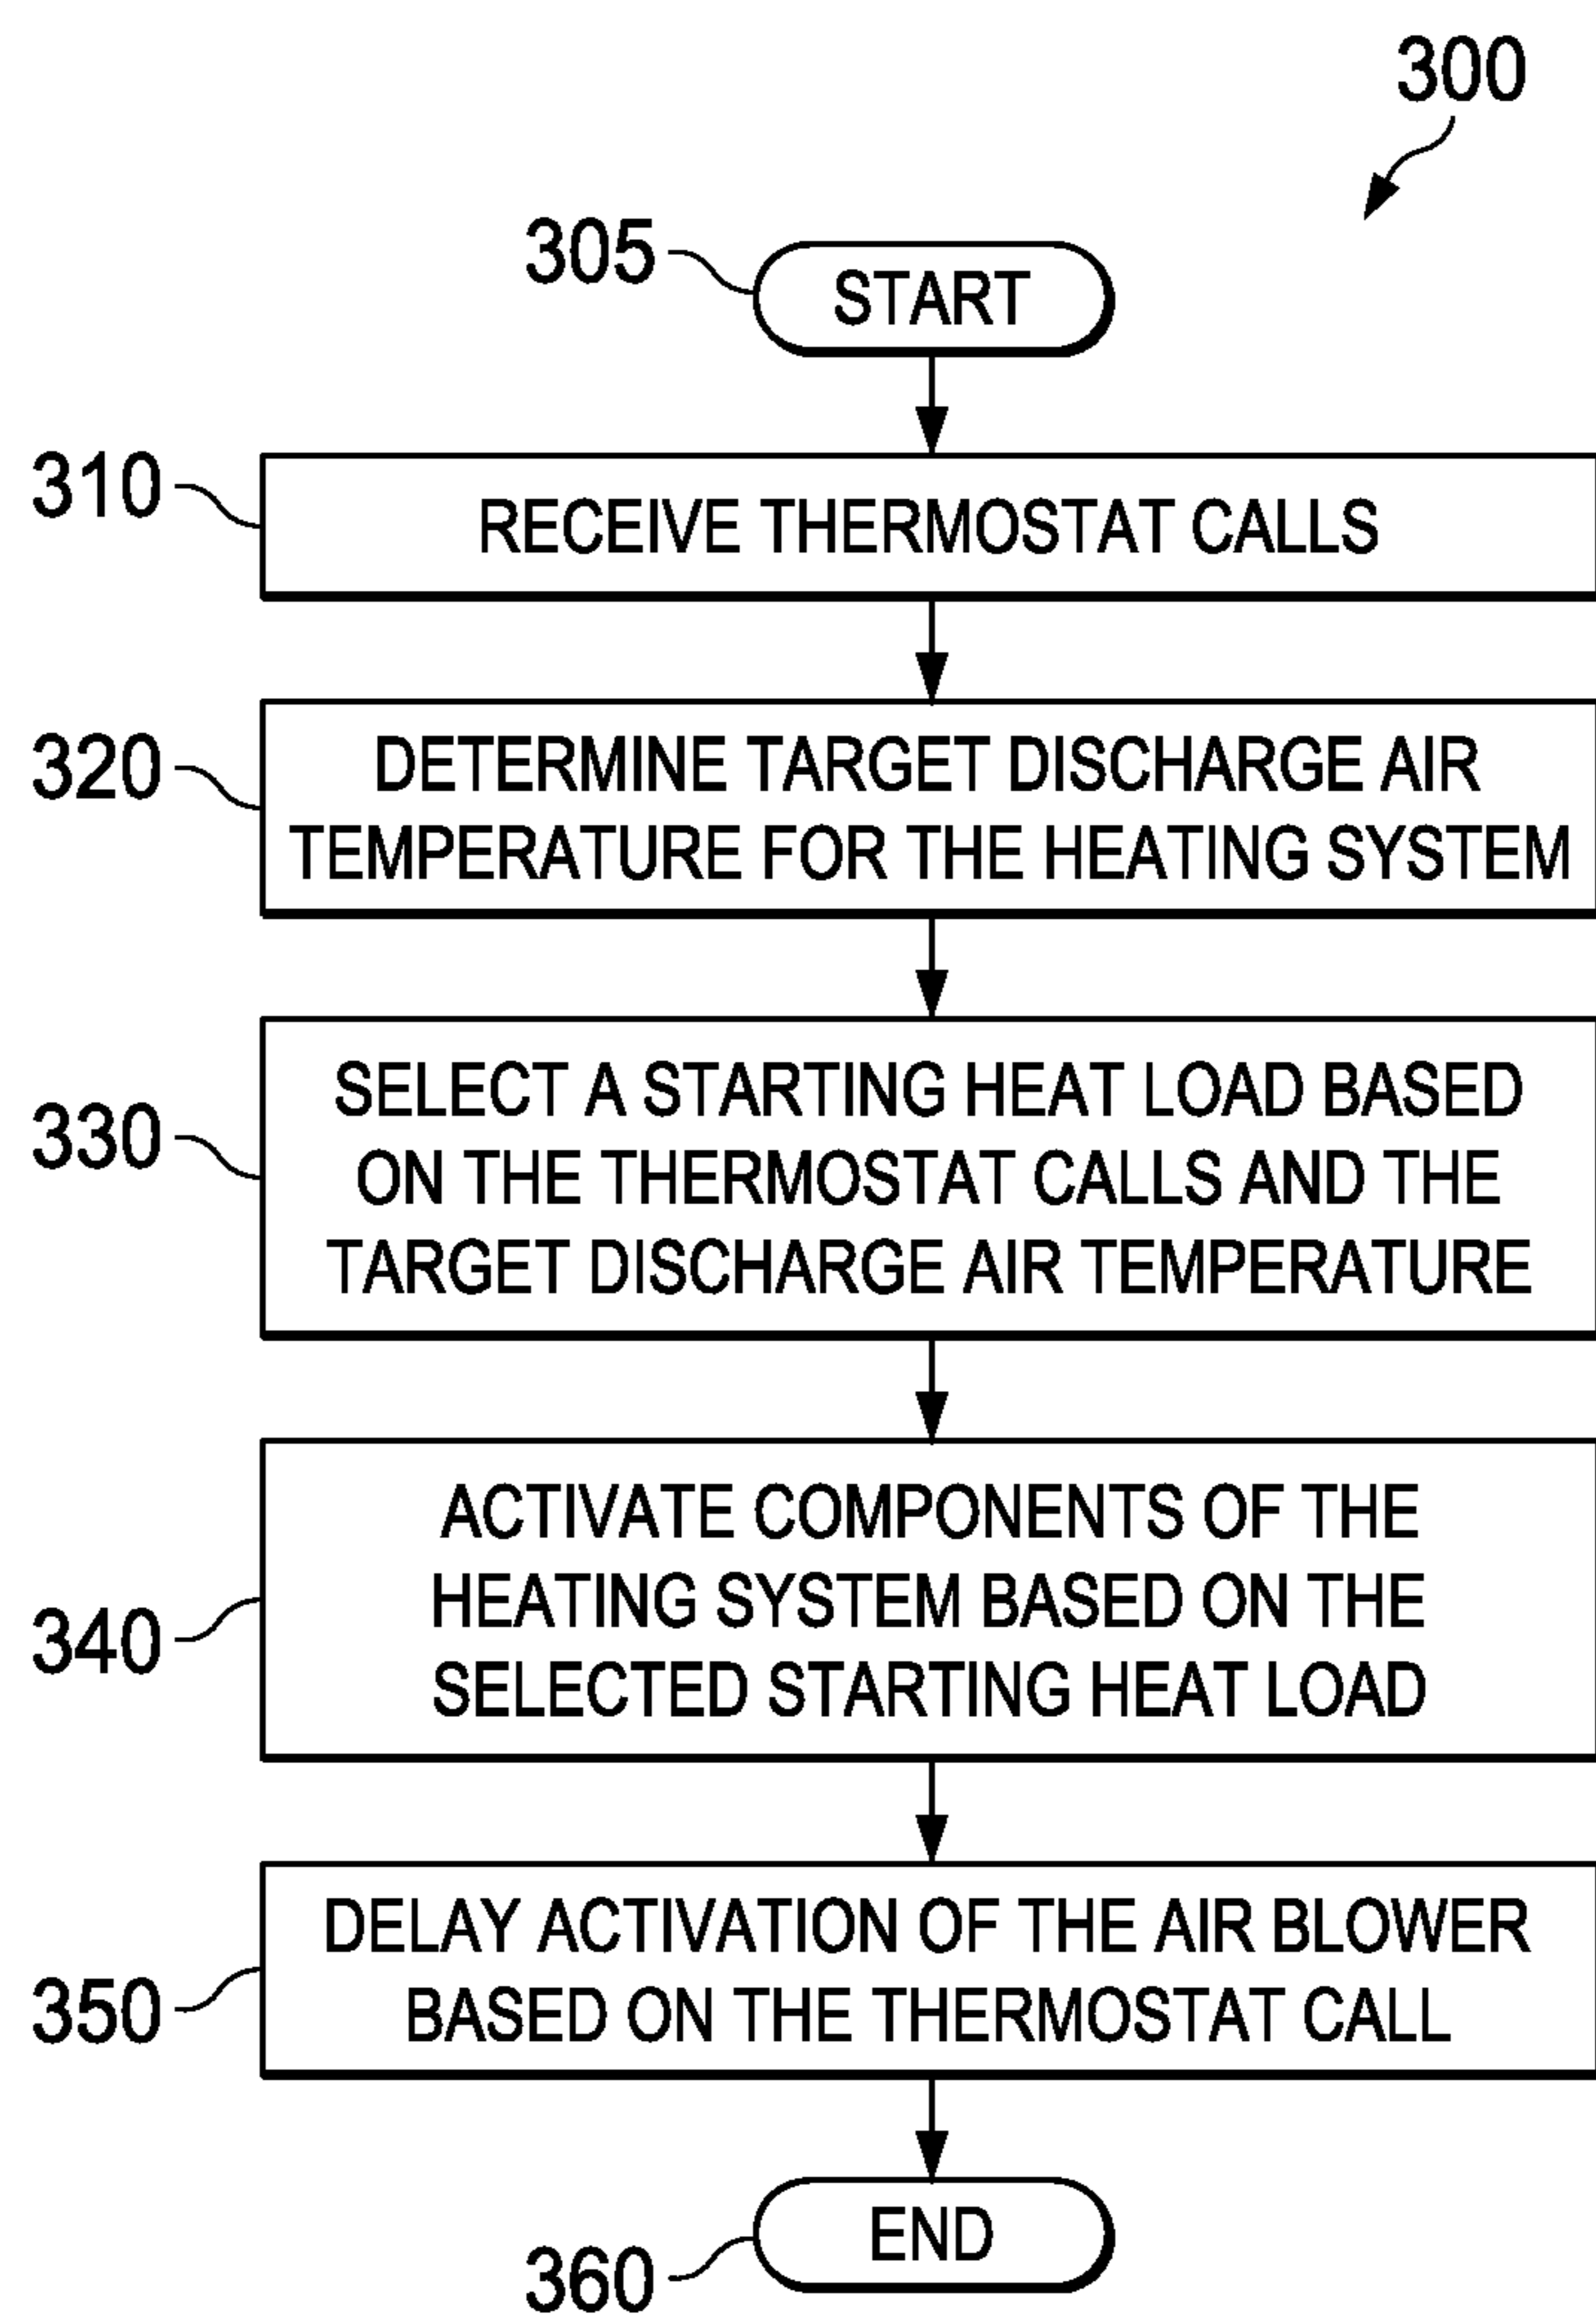 300
305
START
310
RECEIVE THERMOSTAT CALLS
320
DETERMINE TARGET DISCHARGE AIR
TEMPERATURE FOR THE HEATING SYSTEM
330
SELECT A STARTING HEAT LOAD BASED
ON THE THERMOSTAT CALLS AND THE
TARGET DISCHARGE AIR TEMPERATURE
340
ACTIVATE COMPONENTS OF THE
HEATING SYSTEM BASED ON THE
SELECTED STARTING HEAT LOAD
350
DELAY ACTIVATION OF THE AIR BLOWER
BASED ON THE THERMOSTAT CALL
360
END